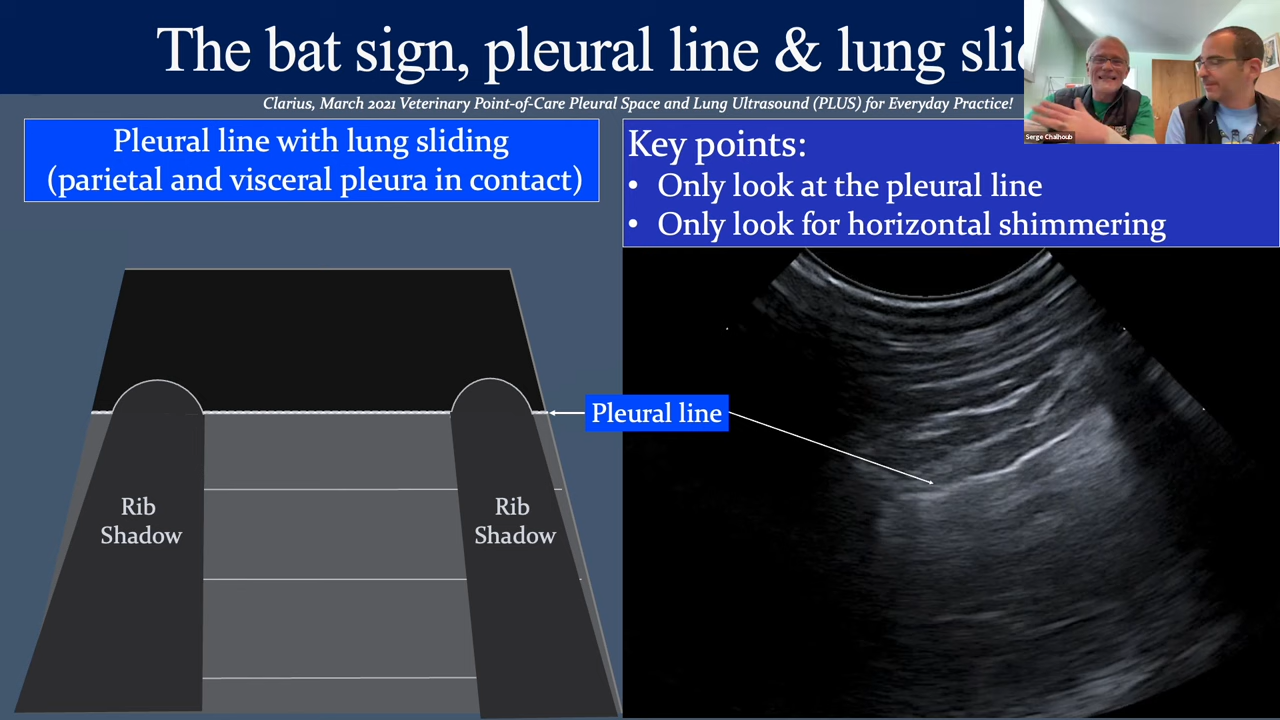 The bat sign, pleural line & lung slid
Clarius, March 2021 Veterinary Point-of-Care Pleural Space and Lung Ultrasound (PLUS) for Everyday Practice!
Pleural line with lung sliding
(parietal and visceral pleura in contact)
Key points:
• Only look at the pleural line
• Only look for horizontal shimmering
Serge Chalhoub
Pleural line
Rib
Shadow
Rib
Shadow